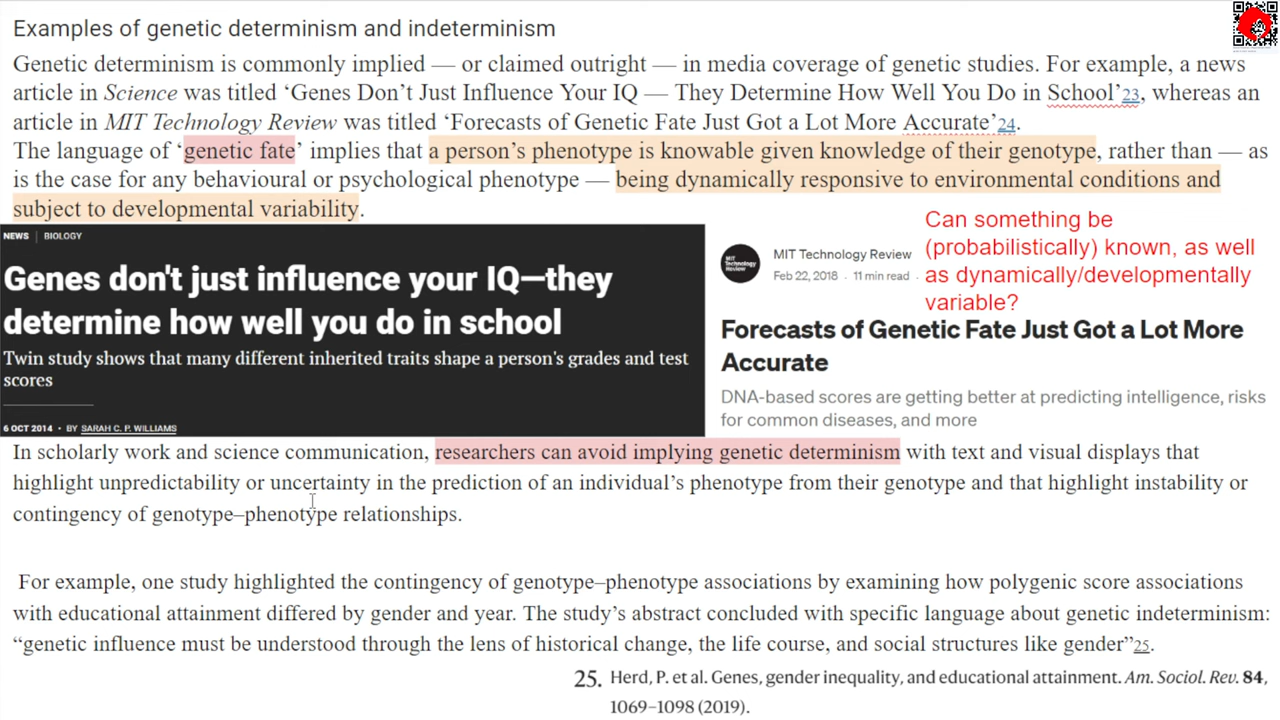 Examples of genetic determinism and indeterminism
Genetic determinism is commonly implied — or claimed outright — in media coverage of genetic studies. For example, a news
article in Science was titled ‘Genes Don’t Just Influence Your IQ — They Determine How Well You Do in School’23, whereas an
article in MIT Technology Review was titled ‘Forecasts of Genetic Fate Just Got a Lot More Accurate’24.
The language of ‘genetic fate’ implies that a person’s phenotype is knowable given knowledge of their genotype, rather than — as
is the case for any behavioural or psychological phenotype — being dynamically responsive to environmental conditions and
subject to developmental variability.
NEWS | BIOLOGY
Genes don't just influence your IQ—they
determine how well you do in school
Twin study shows that many different inherited traits shape a person's grades and test
scores
6 OCT 2014 • BY SARAH C. P. WILLIAMS
MIT Technology Review
MIT Technology Review
Feb 22, 2018 · 11 min read ·
Can something be
(probabilistically) known, as well
as dynamically/developmentally
variable?
Forecasts of Genetic Fate Just Got a Lot More
Accurate
DNA-based scores are getting better at predicting intelligence, risks
for common diseases, and more
In scholarly work and science communication, researchers can avoid implying genetic determinism with text and visual displays that
highlight unpredictability or uncertainty in the prediction of an individual’s phenotype from their genotype and that highlight instability or
contingency of genotype–phenotype relationships.
For example, one study highlighted the contingency of genotype–phenotype associations by examining how polygenic score associations
with educational attainment differed by gender and year. The study’s abstract concluded with specific language about genetic indeterminism:
“genetic influence must be understood through the lens of historical change, the life course, and social structures like gender”25.
25. Herd, P. et al. Genes, gender inequality, and educational attainment. Am. Sociol. Rev. 84,
1069–1098 (2019).